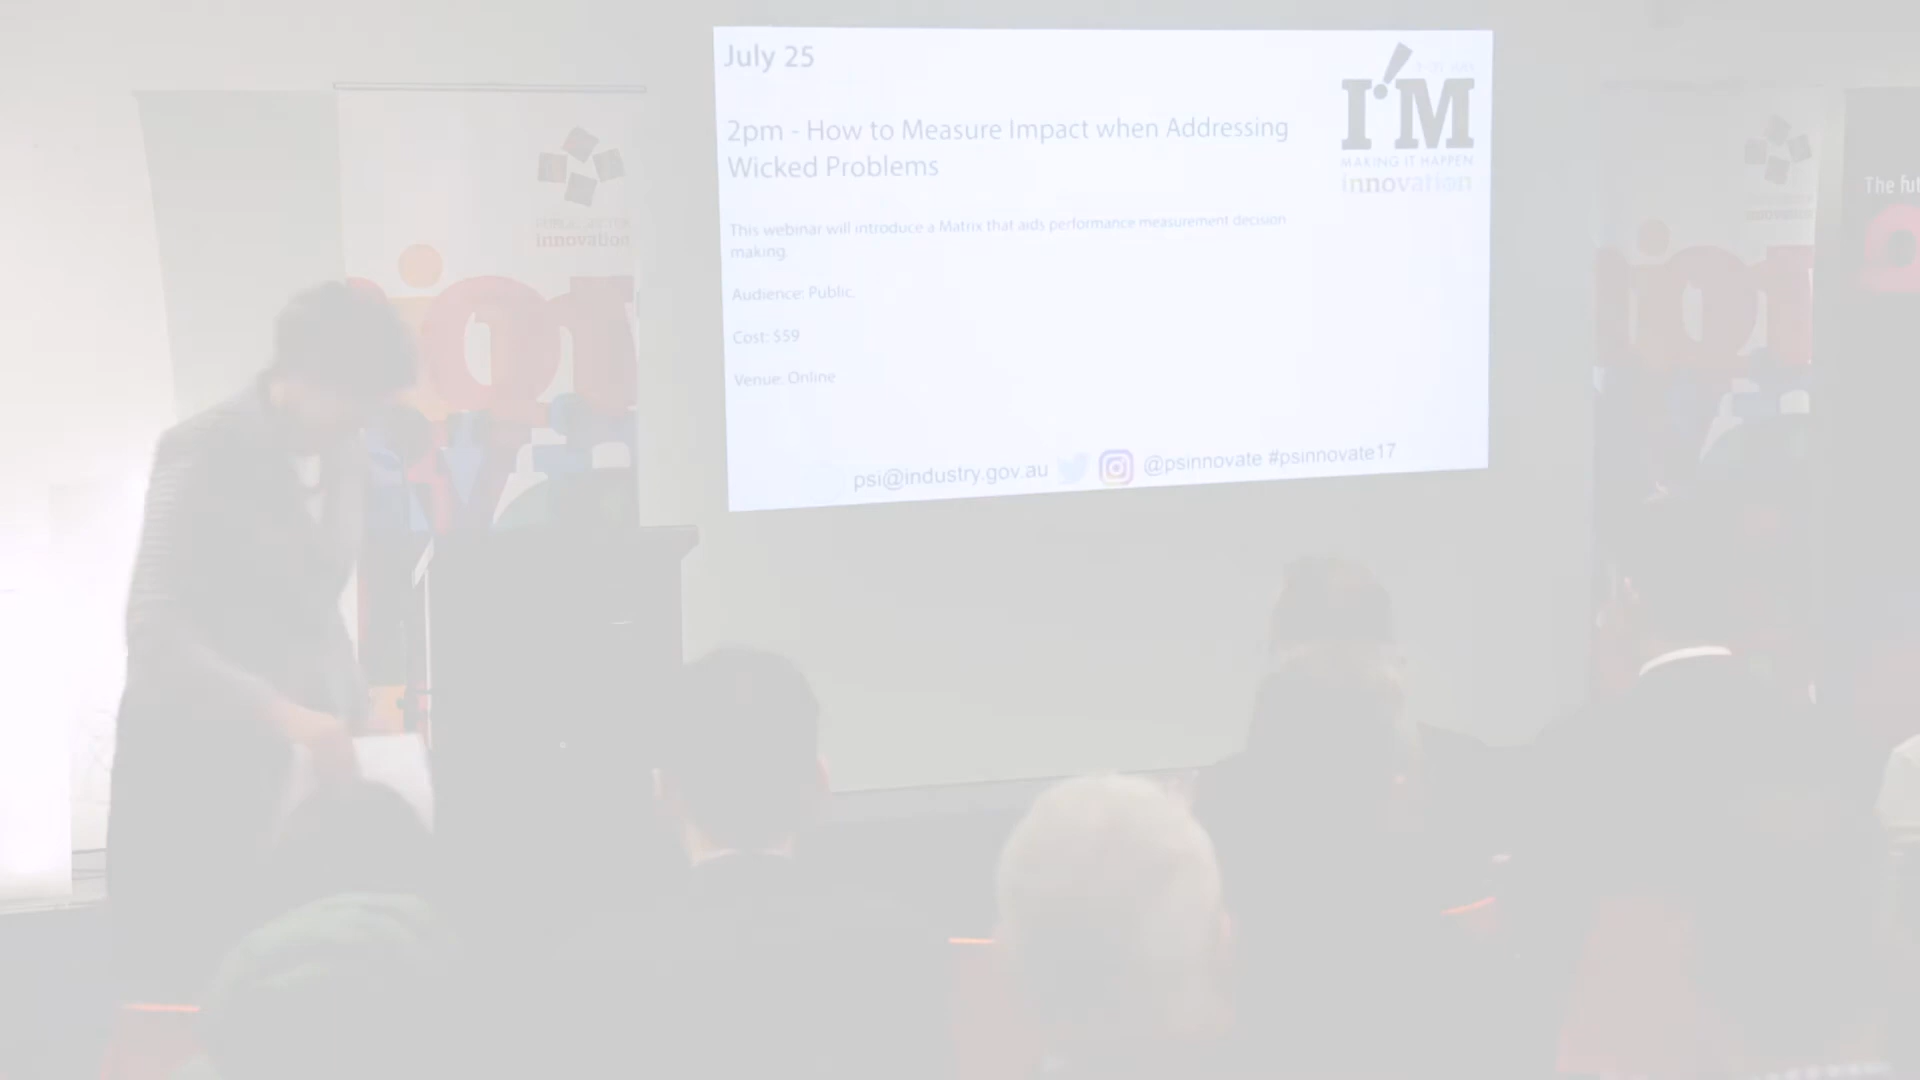 July 25
2pm - How to Measure Impact when Addressing
Wicked Problems
This webinar will introduce a Matrix that aids performance measurement decision
making.
Audience: Public
Cost: $59
Venue: Online
psi@industry.gov.au @psinnovate #psinnovate17
I'M
MAKING IT HAPPEN
innovation
innovation
The fut